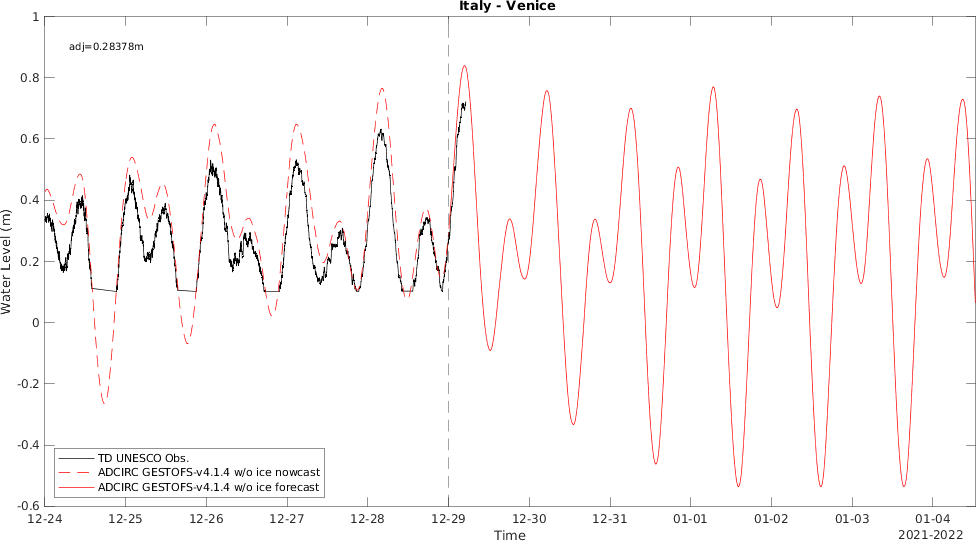 Italy - Venice
adj=0.28378m
1
0.8
0.6
0.4
0.2
0
-0.2
-0.4
-0.6
Water Level (m)
TD UNESCO Obs.
ADCIRC GESTOFS-v4.1.4 w/o ice nowcast
ADCIRC GESTOFS-v4.1.4 w/o ice forecast
12-24 12-25 12-26 12-27 12-28 12-29 12-30 12-31 01-01 01-02 01-03 01-04
Time
2021-2022